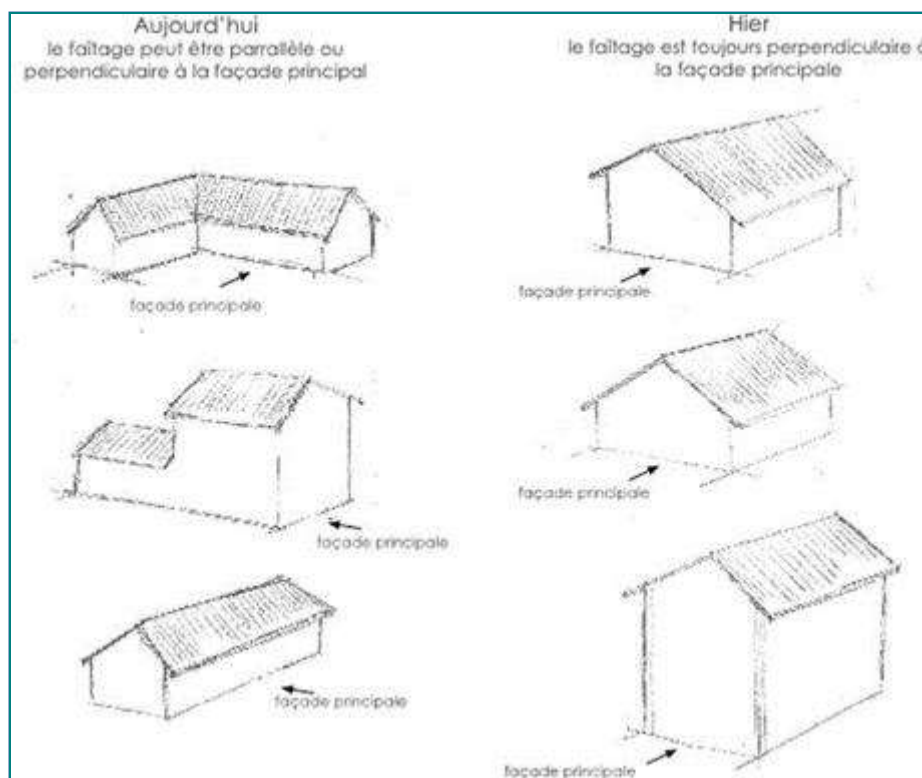 Aujourd'hui
le faîtage peut être parrallèle ou
perpendiculaire à la façade principal
façade principale
façade principale
façade principale
Hier
le faîtage est toujours perpendiculaire à
la façade principale
façade principale
façade principale
façade principale